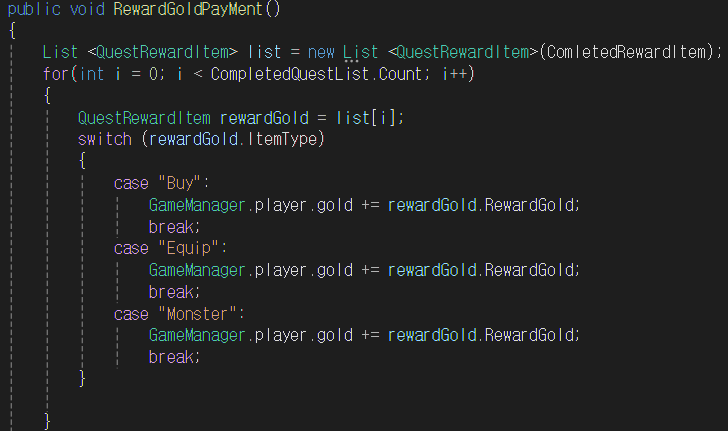 public void RewardGoldPayMent()
{
List <QuestRewardItem> list = new List <QuestRewardItem>(ComletedRewardItem);
for(int i = 0; i < CompletedQuestList.Count; i++)
{
QuestRewardItem rewardGold = list[i];
switch (rewardGold.ItemType)
{
case "Buy":
GameManager.player.gold += rewardGold.RewardGold;
break;
case "Equip":
GameManager.player.gold += rewardGold.RewardGold;
break;
case "Monster":
GameManager.player.gold += rewardGold.RewardGold;
break;
}
}